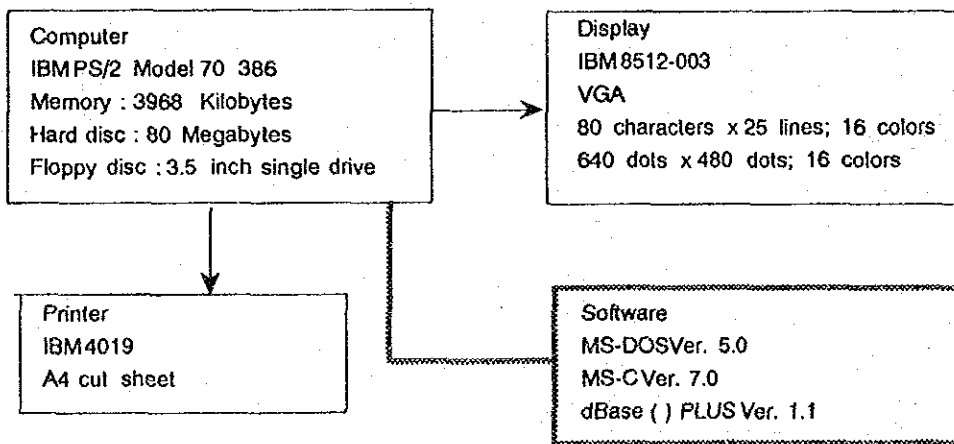 Computer
IBM PS/2 Model 70 386
Memory : 3968 Kilobytes
Hard disc : 80 Megabytes
Floppy disc : 3.5 inch single drive
Display
IBM 8512-003
VGA
80 characters x 25 lines; 16 colors
640 dots x 480 dots; 16 colors
Printer
IBM 4019
A4 cut sheet
Software
MS-DOS Ver. 5.0
MS-C Ver. 7.0
dBase ( ) PLUS Ver. 1.1